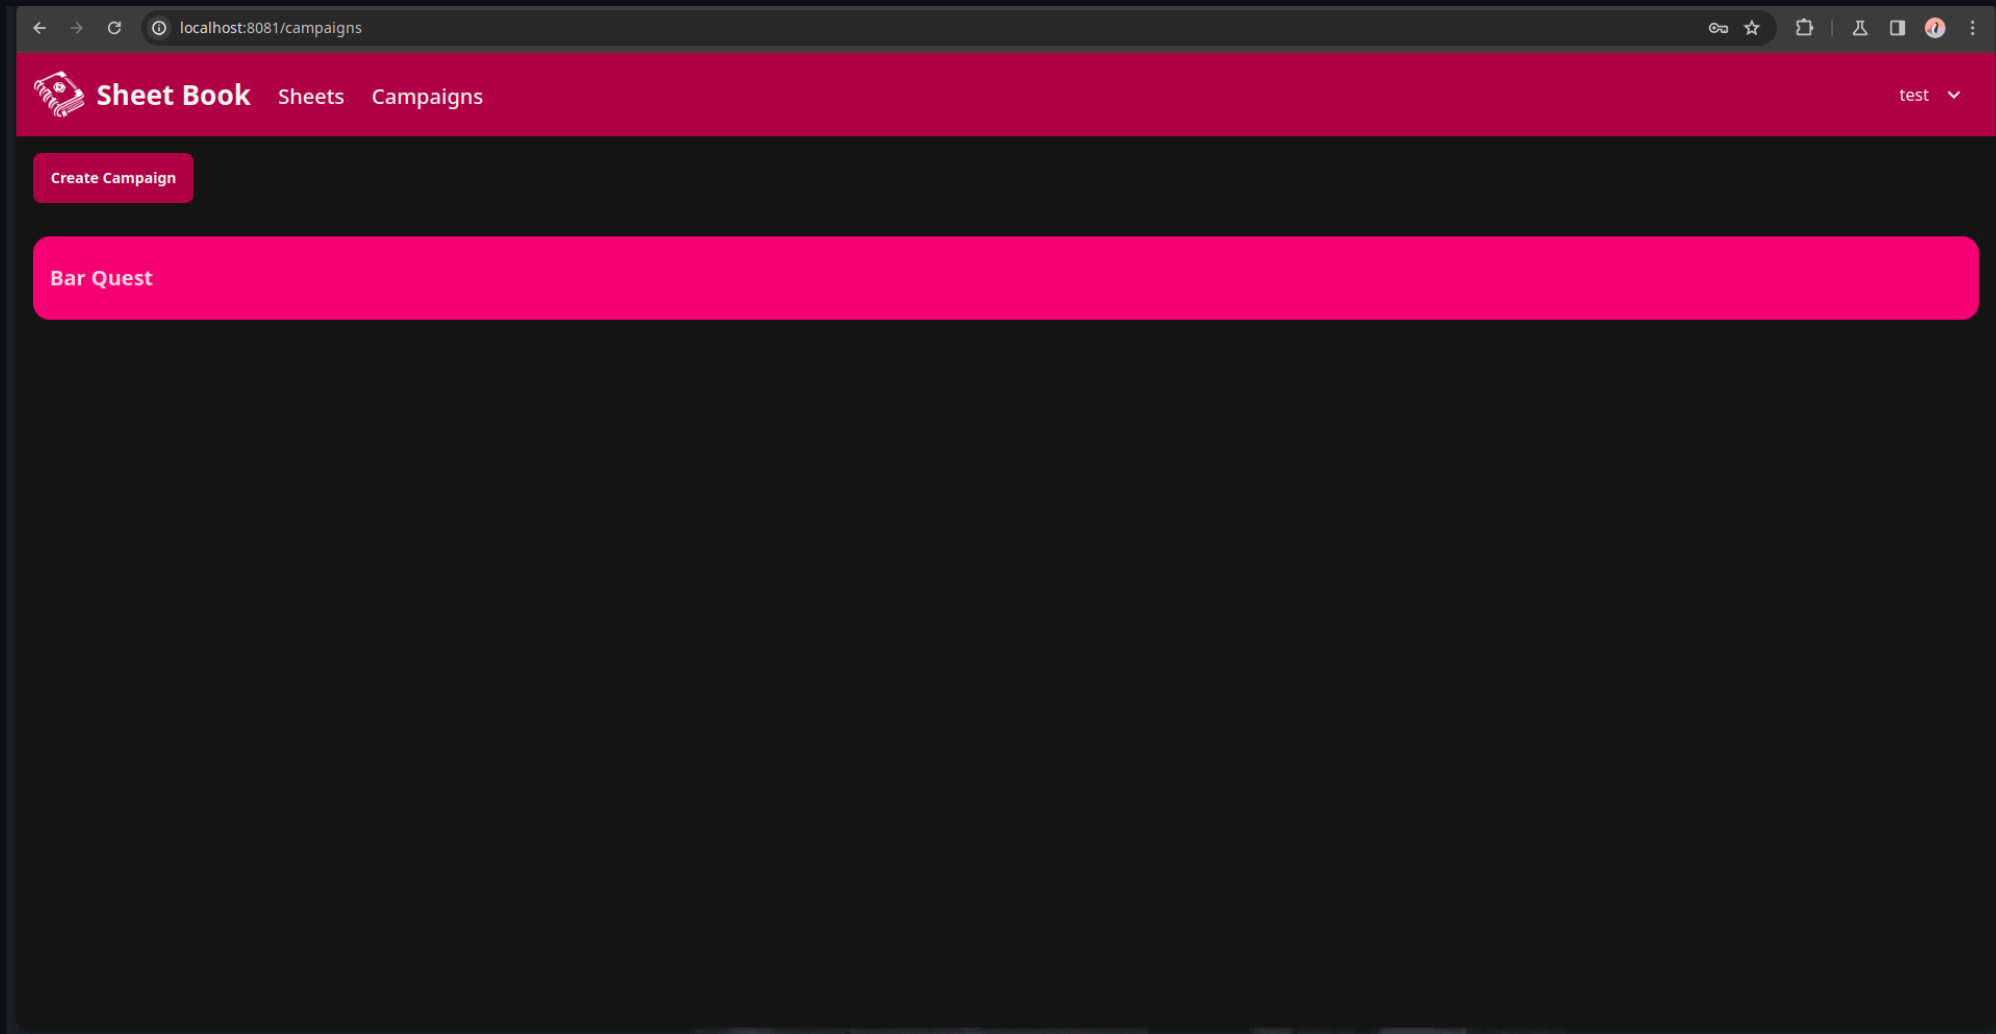 localhost:8081/campaigns
Sheet Book Sheets Campaigns test
Create Campaign
Bar Quest